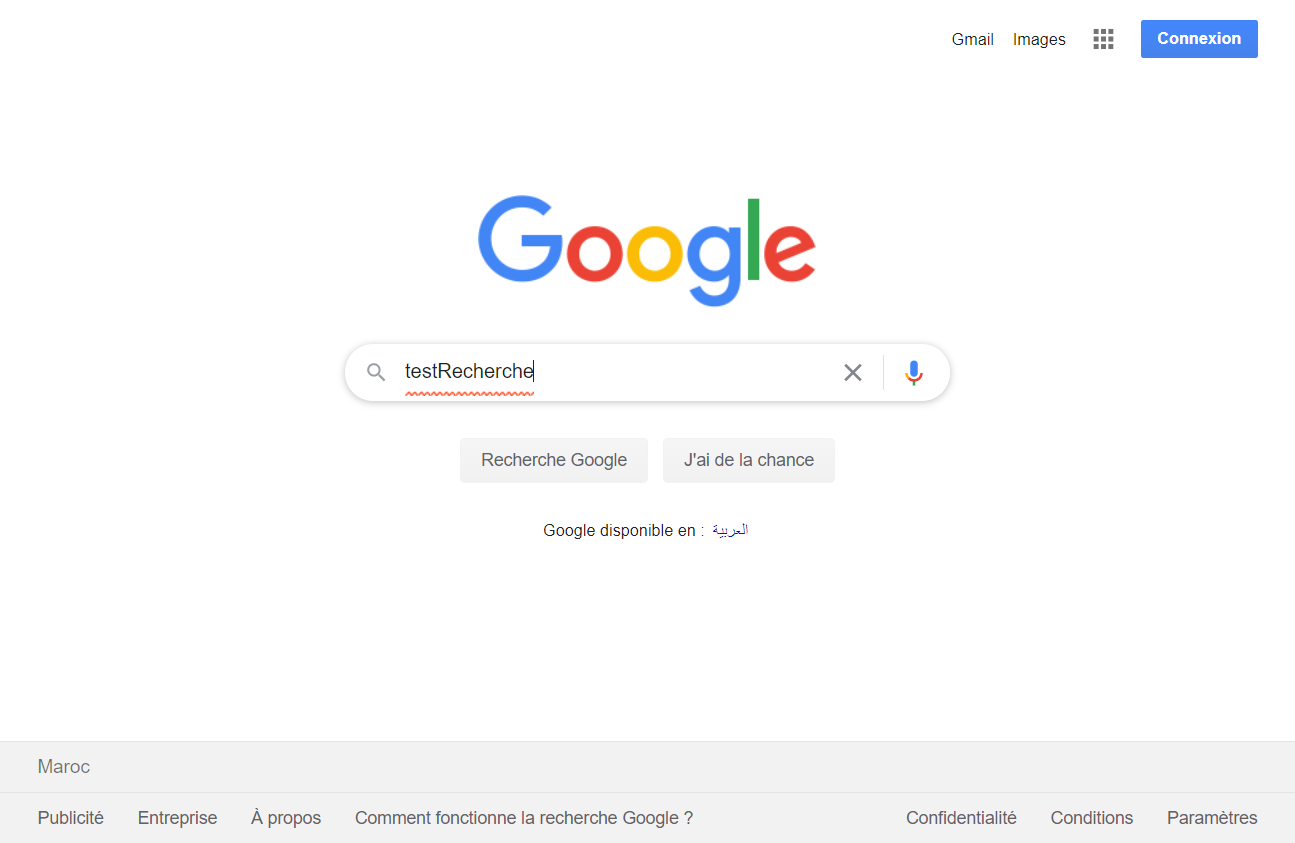 Gmail Images Connexion
Google
testRecherche
Recherche Google J'ai de la chance
Google disponible en : العربية
Maroc
Publicité Entreprise À propos Comment fonctionne la recherche Google ? Confidentialité Conditions Paramètres